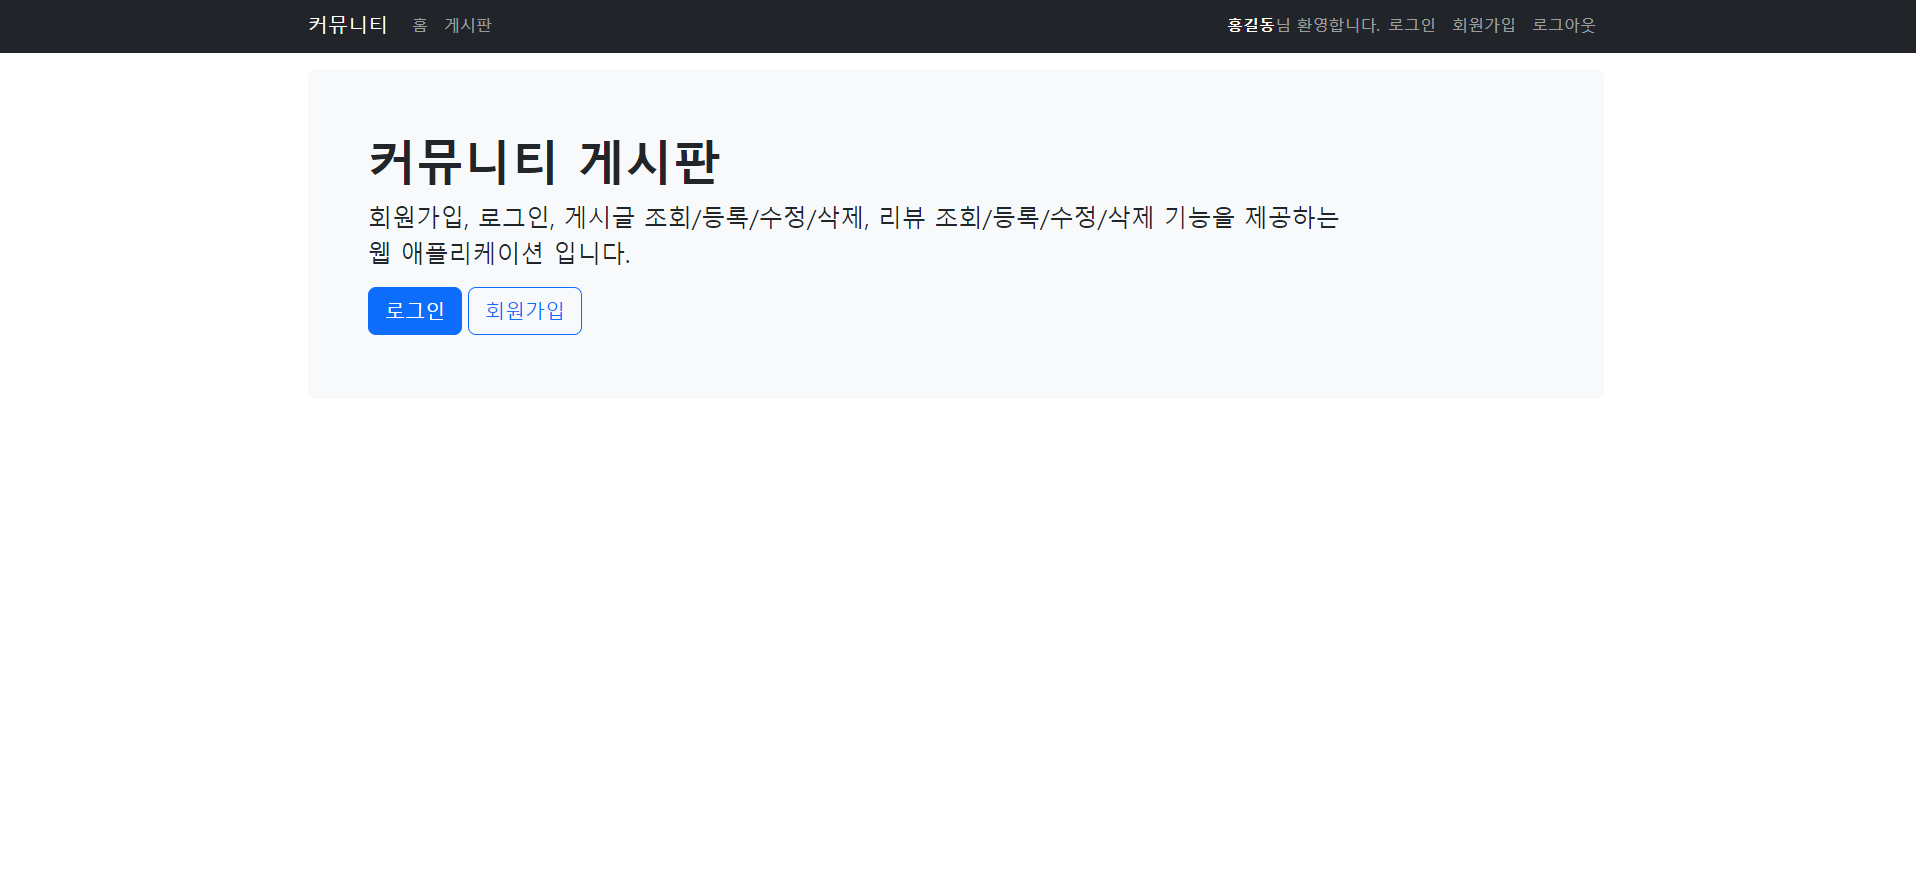 커뮤니티 홈 게시판 홍길동님 환영합니다. 로그인 회원가입 로그아웃
커뮤니티 게시판
회원가입, 로그인, 게시글 조회/등록/수정/삭제, 리뷰 조회/등록/수정/삭제 기능을 제공하는
웹 애플리케이션 입니다.
로그인 회원가입